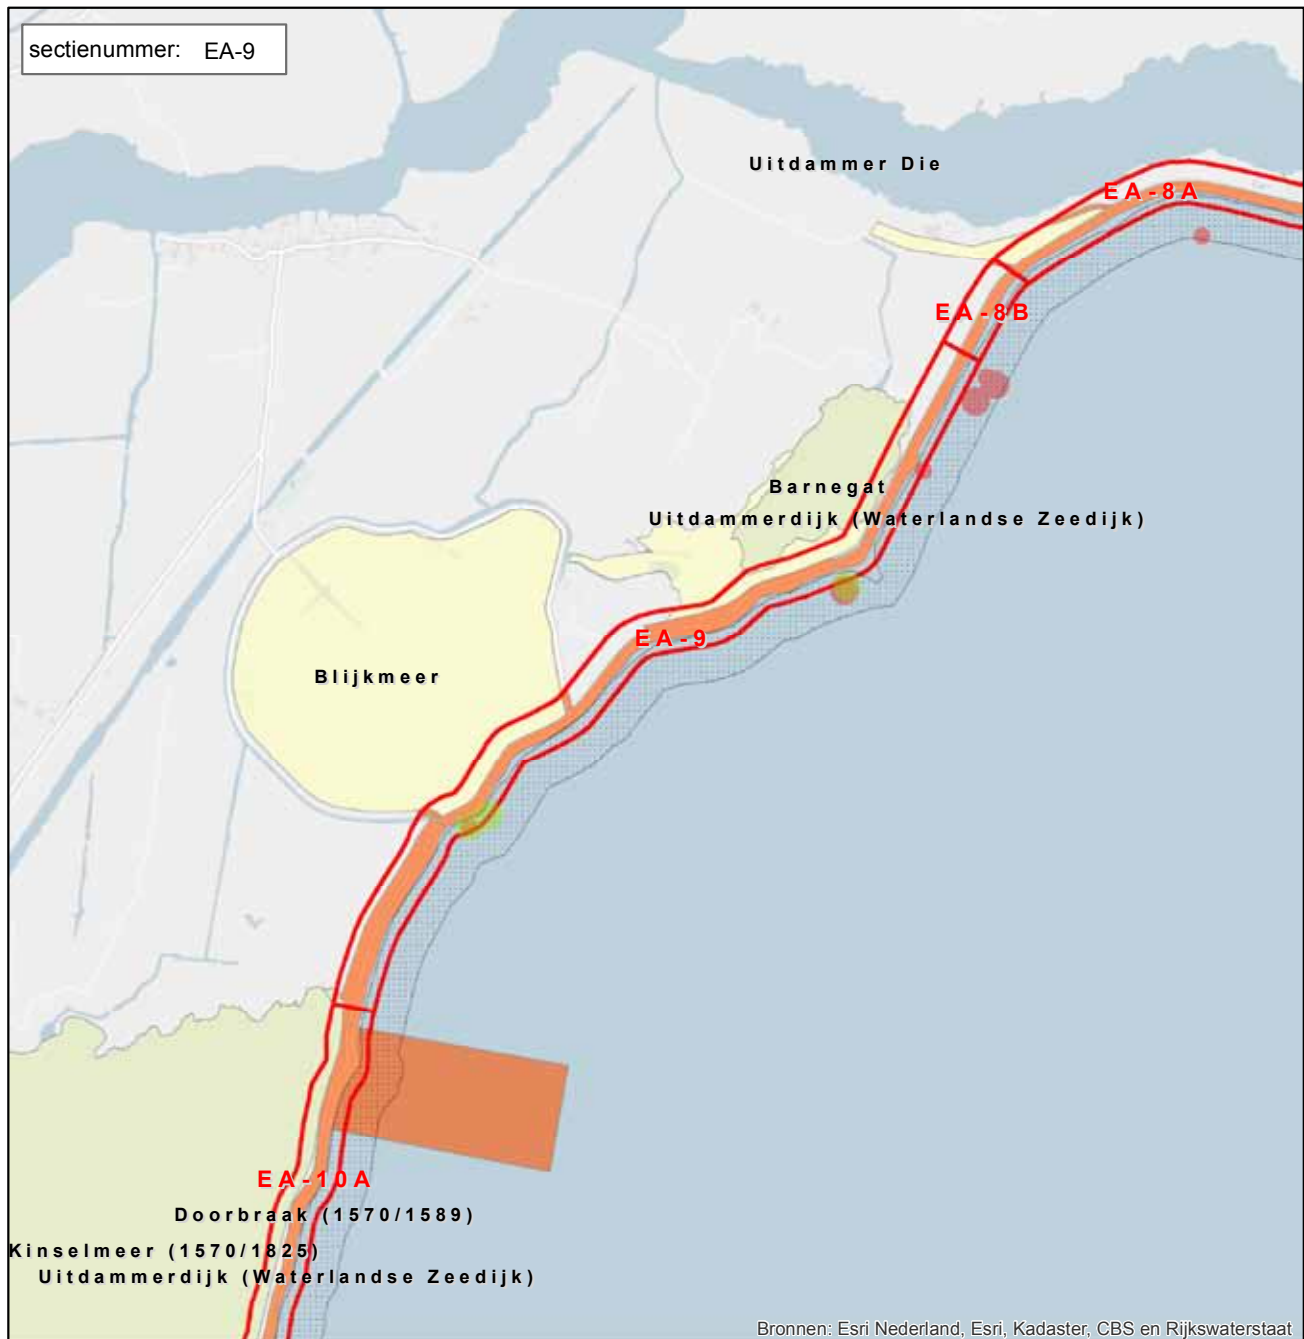 sectienummer: EA-9
Uitdammer Die
EA-8A
EA-8B
Barnegat
Uitdammerdijk (Waterlandse Zeedijk)
EA-9
Blijkmeer
EA-10A
Doorbraak (1570/1589)
Kinselmeer (1570/1825)
Uitdammerdijk (Waterlandse Zeedijk)
Bronnen: Esri Nederland, Esri, Kadaster, CBS en Rijkswaterstaat